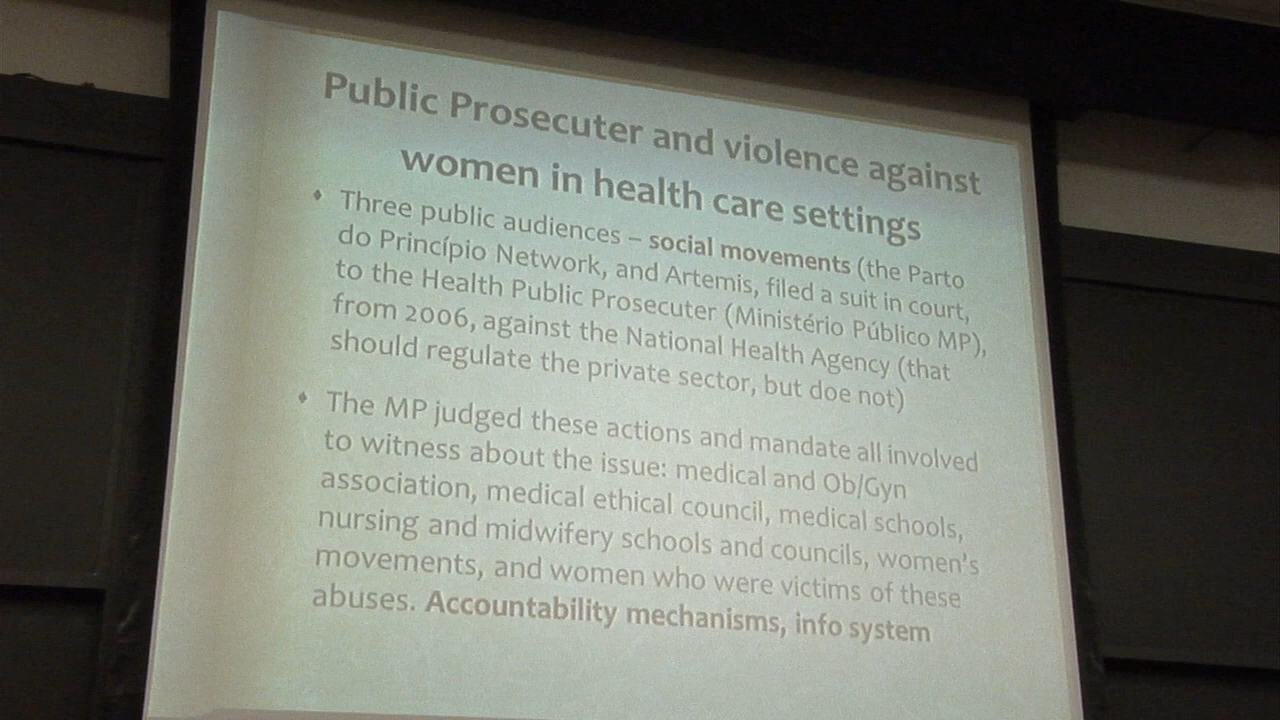 Public Prosecuter and violence against
women in health care settings
Three public audiences – social movements (the Parto
do Princípio Network, and Artemis, filed a suit in court,
to the Health Public Prosecuter (Ministério Público MP),
from 2006, against the National Health Agency (that
should regulate the private sector, but doe not)
The MP judged these actions and mandate all involved
to witness about the issue: medical and Ob/Gyn
association, medical ethical council, medical schools,
nursing and midwifery schools and councils, women's
movements, and women who were victims of these
abuses. Accountability mechanisms, info system